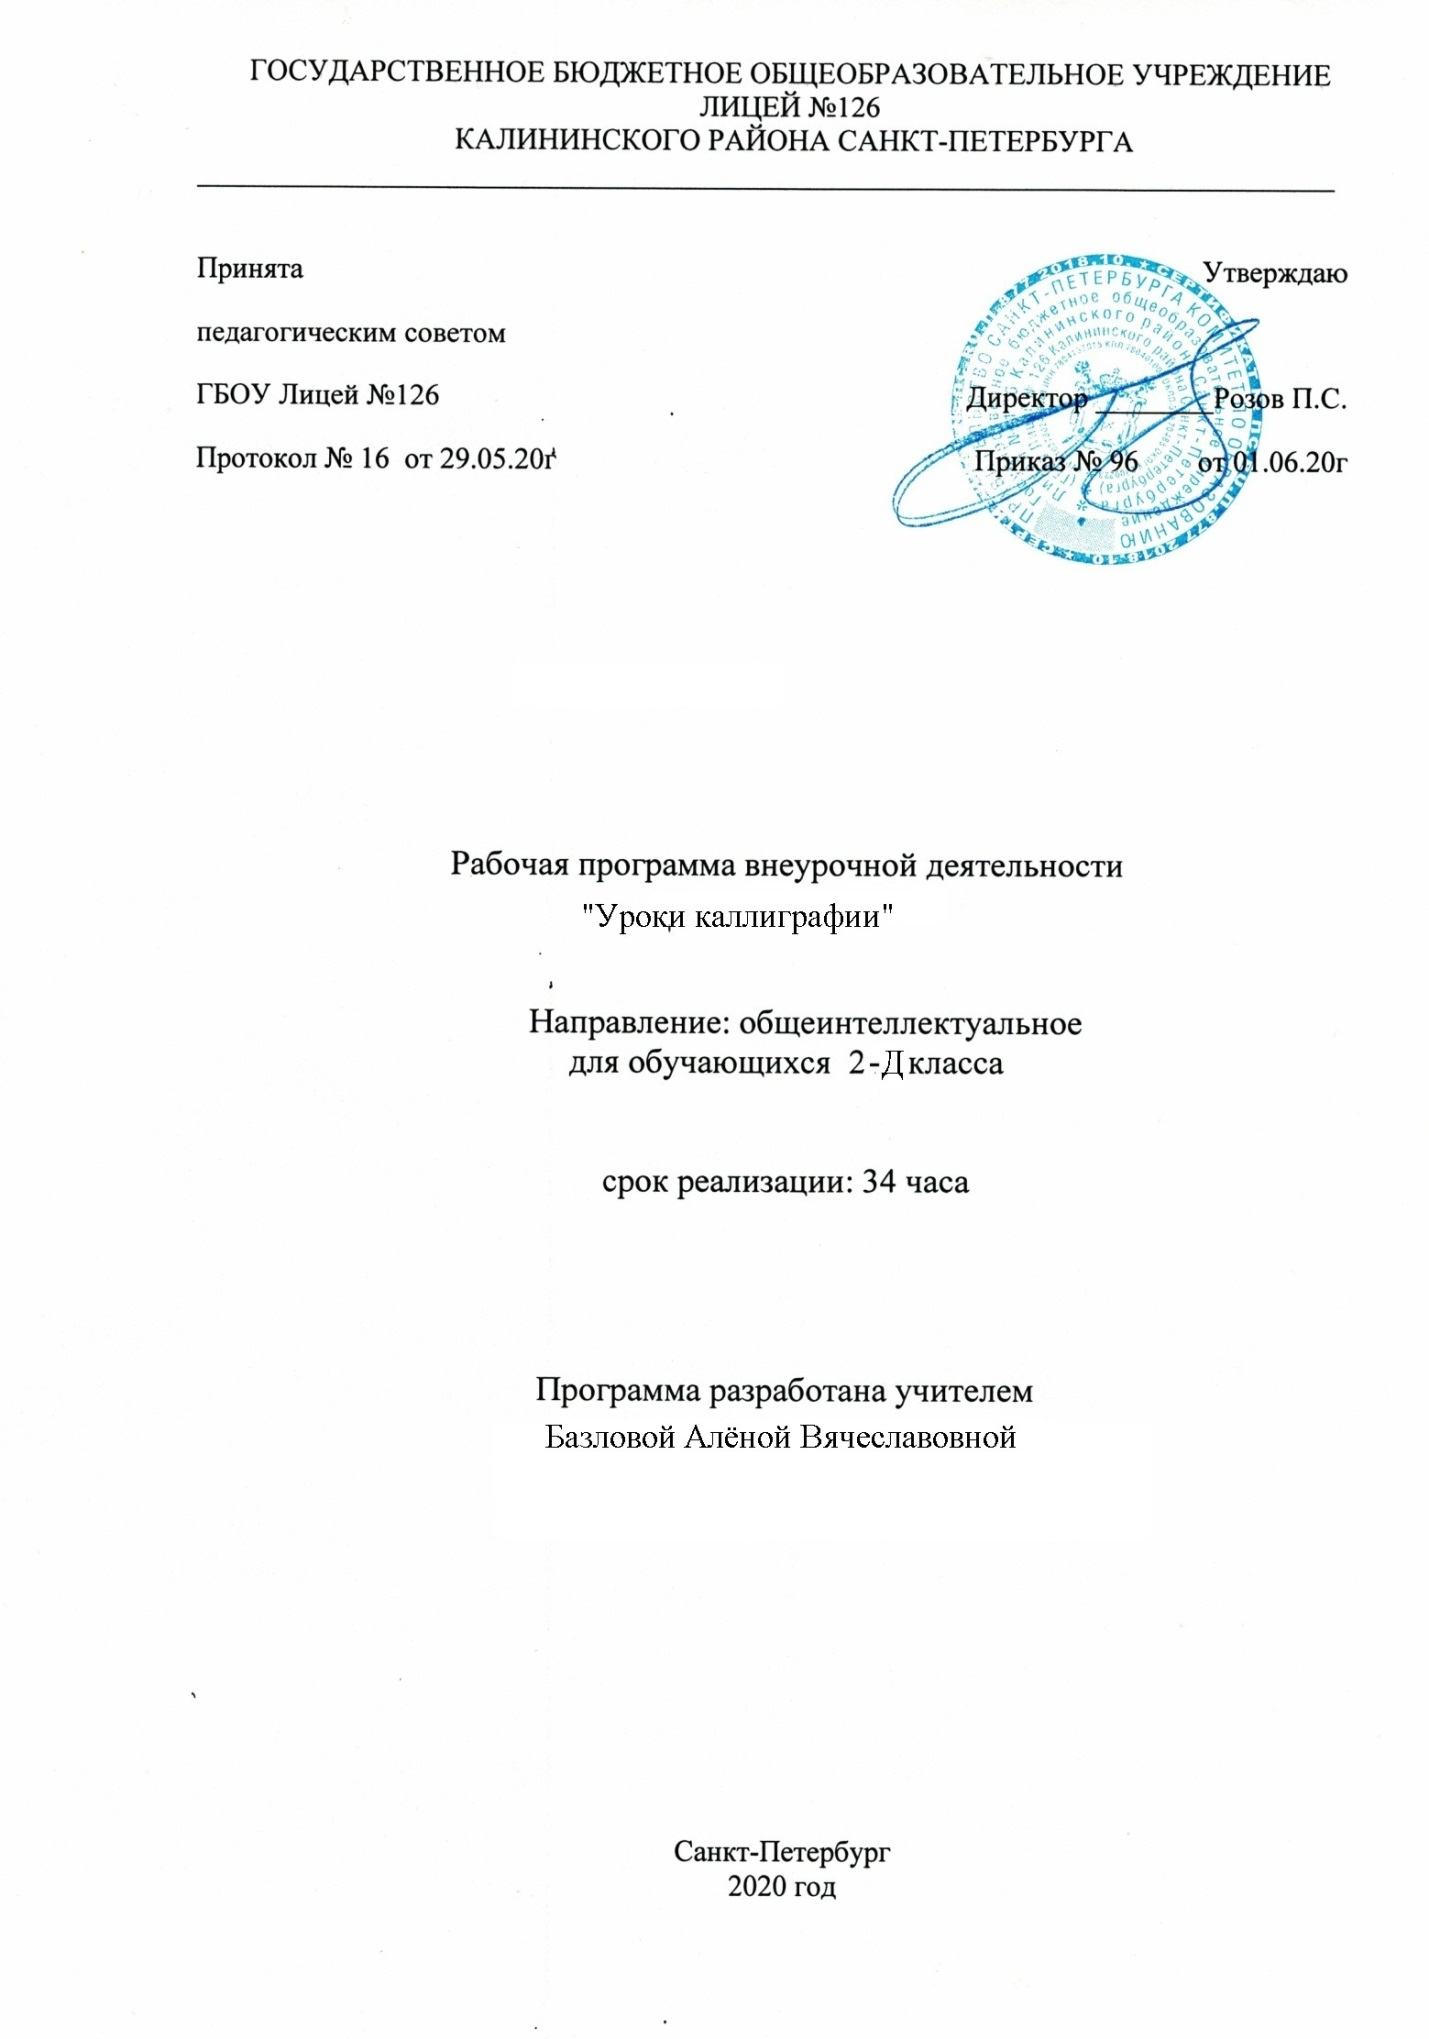 ГОСУДАРСТВЕННОЕ БЮДЖЕТНОЕ ОБЩЕОБРАЗОВАТЕЛЬНОЕ УЧРЕЖДЕНИЕ
ЛИЦЕЙ №126
КАЛИНИНСКОГО РАЙОНА САНКТ-ПЕТЕРБУРГА
Принята
Утверждаю
педагогическим советом
ГБОУ Лицей №126
Директор ________Розов П.С.
Протокол № 16 от 29.05.20г
Приказ № 96 от 01.06.20г
Рабочая программа внеурочной деятельности
"Уроки каллиграфии"
Направление: общеинтеллектуальное
для обучающихся 2-Д класса
срок реализации: 34 часа
Программа разработана учителем
Базловой Алёной Вячеславовной
Санкт-Петербург
2020 год